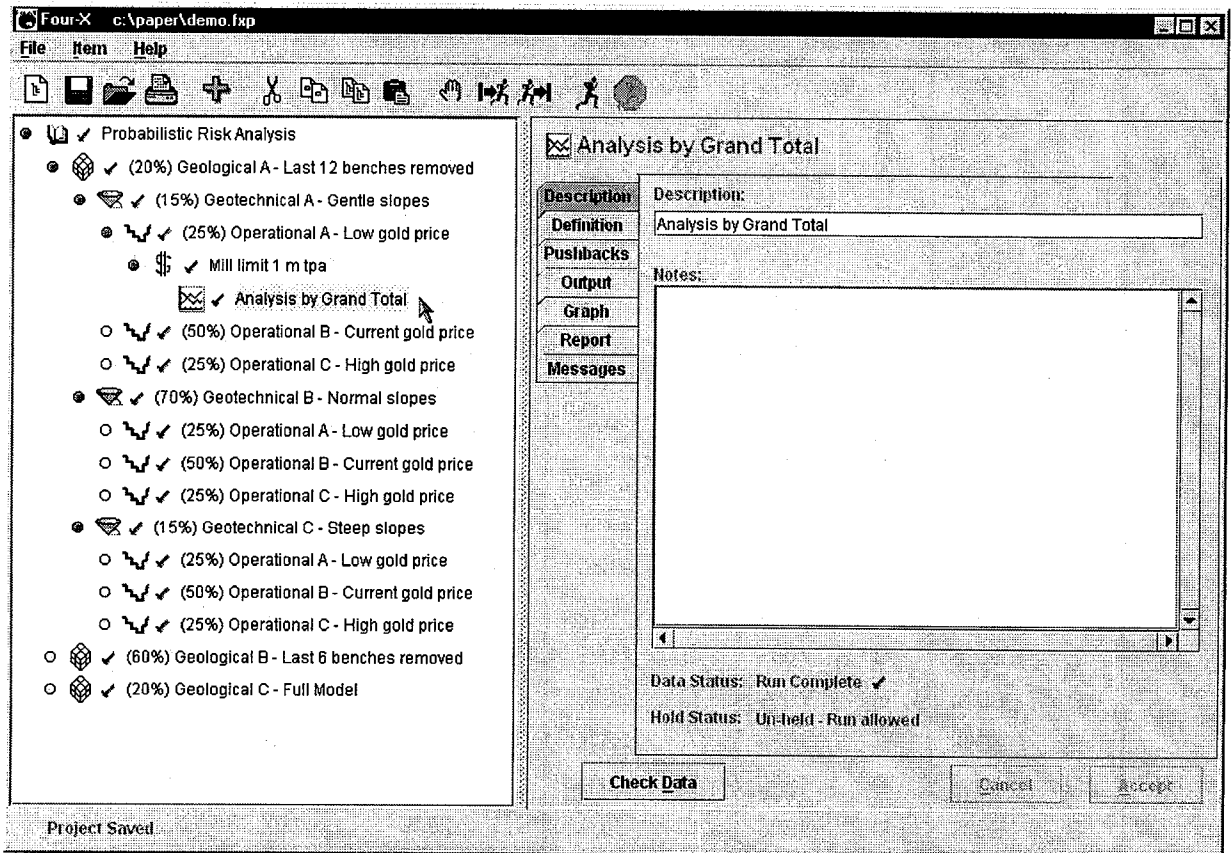 Four-X c:\paper\demo.fxp
File Item Help
Probabilistic Risk Analysis
(20%) Geological A - Last 12 benches removed
(15%) Geotechnical A - Gentle slopes
(25%) Operational A - Low gold price
Mill limit 1 m tpa
Analysis by Grand Total
(50%) Operational B - Current gold price
(25%) Operational C - High gold price
(70%) Geotechnical B - Normal slopes
(25%) Operational A - Low gold price
(50%) Operational B - Current gold price
(25%) Operational C - High gold price
(15%) Geotechnical C - Steep slopes
(25%) Operational A - Low gold price
(50%) Operational B - Current gold price
(25%) Operational C - High gold price
(60%) Geological B - Last 6 benches removed
(20%) Geological C - Full Model
Analysis by Grand Total
Description
Definition
Pushbacks
Output
Graph
Report
Messages
Description:
Analysis by Grand Total
Notes:
Data Status: Run Complete
Hold Status: Un-held - Run allowed
Check Data
Cancel
Accept
Project Saved